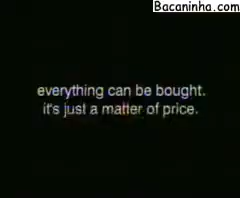 Bacaninha.com
everything can be bought.
it's just a matter of price.